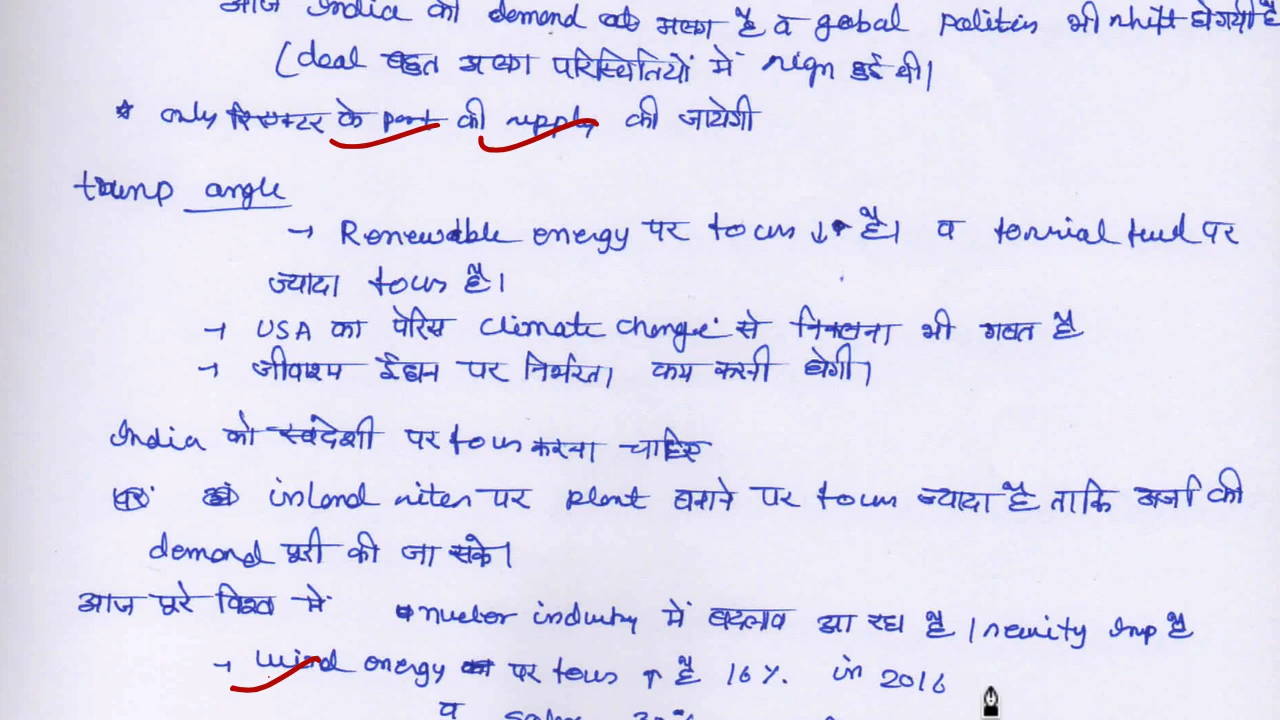 आज India की demand अलग है व gobal politics भी shift हो गयी है
(deal बहुत अलग परिस्थितियों में sign हुई थी।
* only रिएक्टर के part की supply की जायेगी
trump angle
→ Renewable energy पर focus ↓ है। व fossial fuel पर
ज्यादा focus है।
→ USA का पेरिस climate change से निकलना भी गलत है
→ जीवाश्म ईंधन पर निर्भरता कम करनी होगी।
India को स्वदेशी पर focus करना चाहिए
inland sites पर plant बनाने पर focus ज्यादा है ताकि ऊर्जा की
demand पूरी की जा सके।
आज पूरे विश्व में nuclear industry में बदलाव आ रहा है | security Imp है
→ wind energy पर focus ↑ है 16%. in 2016
व